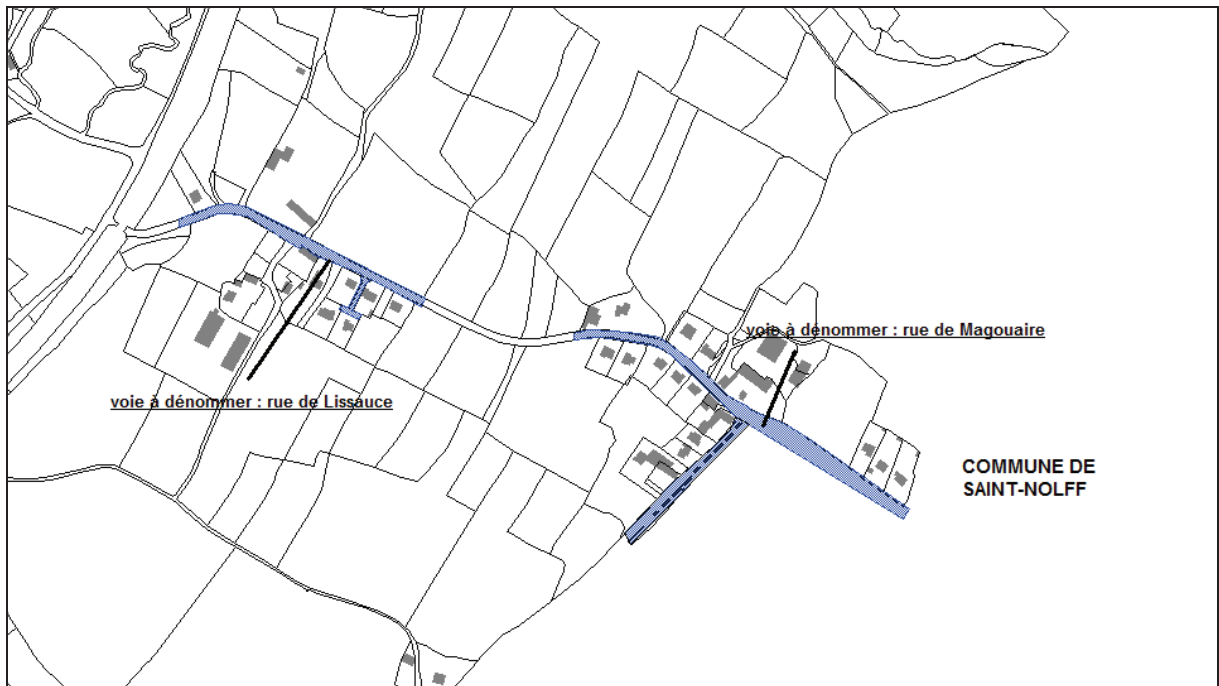 voie à dénommer : rue de Magouaire
voie à dénommer : rue de Lissauce
COMMUNE DE
SAINT-NOLFF